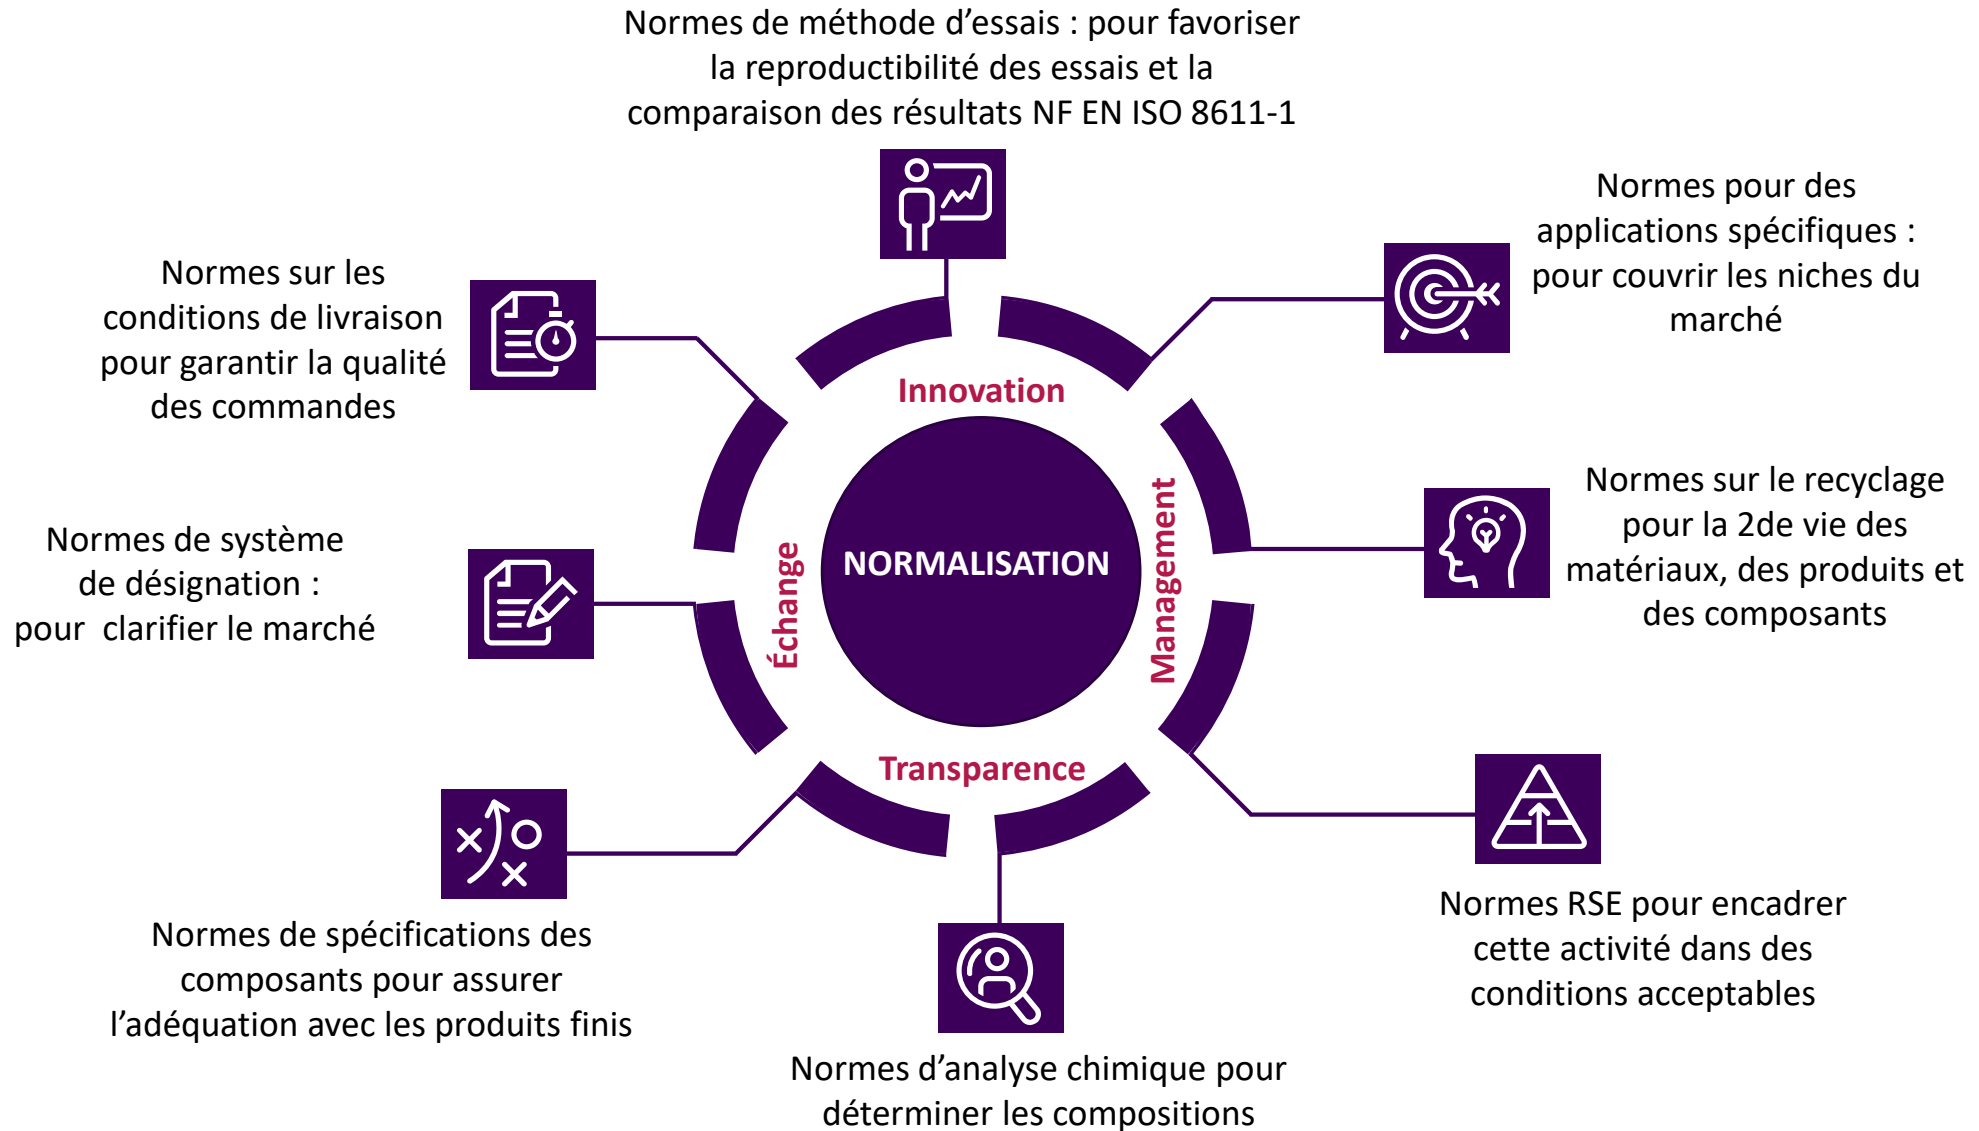 Normes de méthode d’essais : pour favoriser
la reproductibilité des essais et la
comparaison des résultats NF EN ISO 8611-1
Normes pour des
applications spécifiques :
pour couvrir les niches du
marché
Normes sur les
conditions de livraison
pour garantir la qualité
des commandes
Innovation
Normes sur le recyclage
pour la 2de vie des
matériaux, des produits et
des composants
Normes de système
de désignation :
pour  clarifier le marché
Échange
NORMALISATION
Management
Transparence
Normes RSE pour encadrer
cette activité dans des
conditions acceptables
Normes de spécifications des
composants pour assurer
l’adéquation avec les produits finis
Normes d’analyse chimique pour
déterminer les compositions